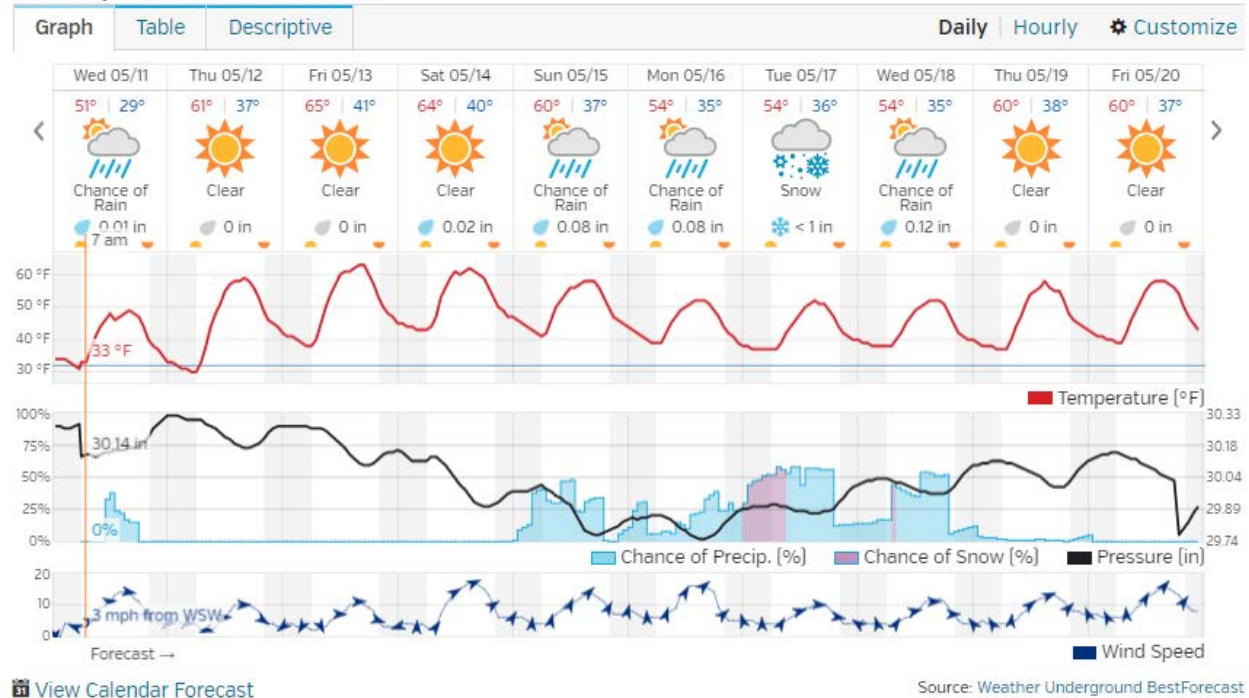 Graph Table Descriptive Daily Hourly Customize
Wed 05/11 Thu 05/12 Fri 05/13 Sat 05/14 Sun 05/15 Mon 05/16 Tue 05/17 Wed 05/18 Thu 05/19 Fri 05/20
51° | 29° 61° | 37° 65° | 41° 64° | 40° 60° | 37° 54° | 35° 54° | 36° 54° | 35° 60° | 38° 60° | 37°
Chance of Clear Clear Clear Chance of Chance of Snow Chance of Clear Clear
Rain Rain Rain Rain
0.01 in 0 in 0 in 0.02 in 0.08 in 0.08 in < 1 in 0.12 in 0 in 0 in
7 am
60 °F
50 °F
40 °F
33 °F
30 °F
Temperature (°F)
100% 30.33
75% 30.14 in 30.18
50% 30.04
25% 29.89
0%
0% 29.74
Chance of Precip. (%) Chance of Snow (%) Pressure (in)
20
10
3 mph from WSW
0
Forecast → Wind Speed
31 View Calendar Forecast Source: Weather Underground BestForecast